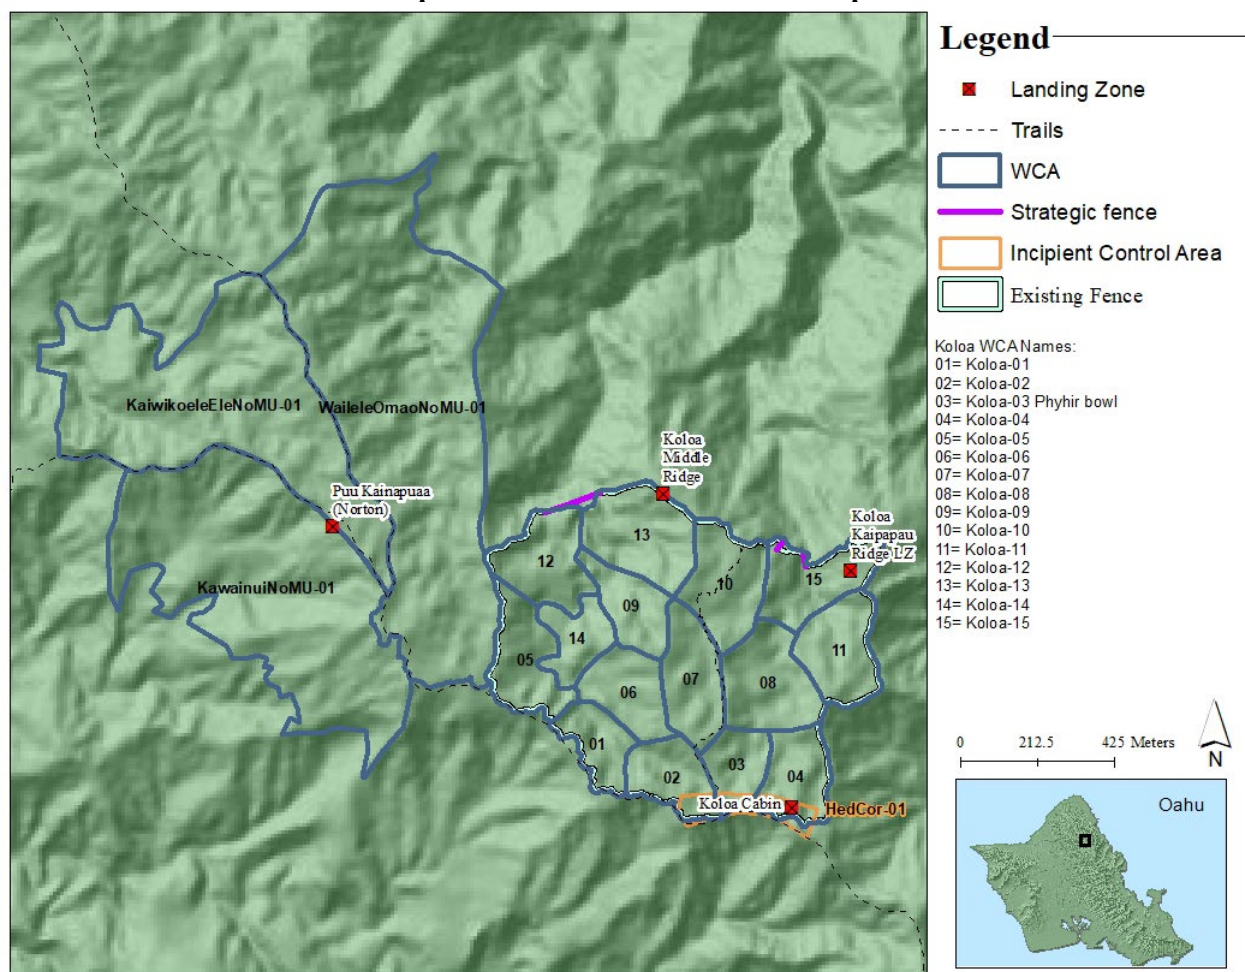 Legend
Landing Zone
Trails
WCA
Strategic fence
Incipient Control Area
Existing Fence
Koloa WCA Names:
01= Koloa-01
02= Koloa-02
03= Koloa-03 Phyhir bowl
04= Koloa-04
05= Koloa-05
06= Koloa-06
07= Koloa-07
08= Koloa-08
09= Koloa-09
10= Koloa-10
11= Koloa-11
12= Koloa-12
13= Koloa-13
14= Koloa-14
15= Koloa-15
KaiwikoeleEleNoMU-01
WaileleOmaoNoMU-01
Koloa
Middle
Ridge
Puu Kainapuaa
(Norton)
Koloa
Kaipapau
Ridge LZ
KawainuiNoMU-01
13
12
10
15
09
14
05
11
06
07
08
01
02
03
04
Koloa Cabin
HedCor-01
0 212.5 425 Meters
N
Oahu